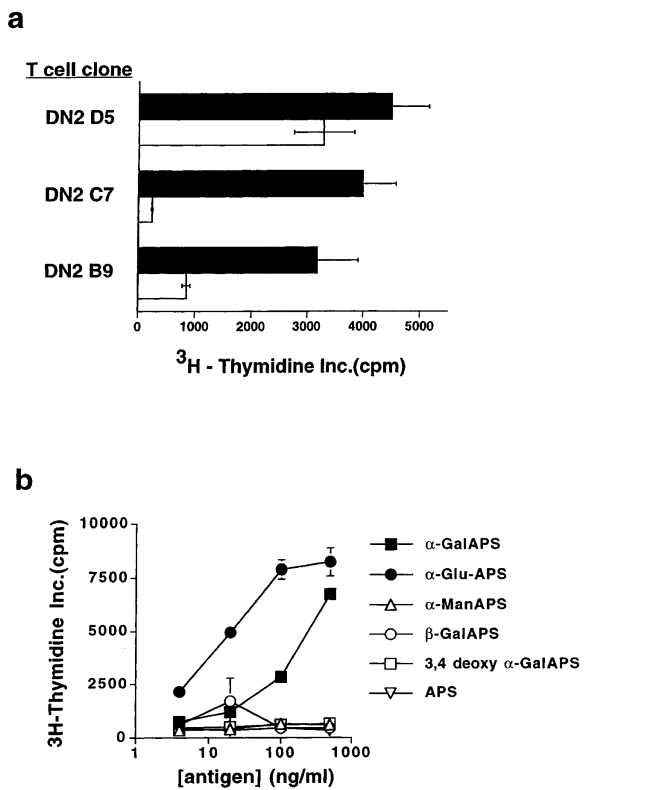 a
T cell clone
DN2 D5
DN2 C7
DN2 B9
0 1000 2000 3000 4000 5000
3H - Thymidine Inc.(cpm)
b
10000
7500
5000
2500
0
3H-Thymidine Inc.(cpm)
1 10 100 1000
[antigen] (ng/ml)
α-GalAPS
α-Glu-APS
α-ManAPS
β-GalAPS
3,4 deoxy α-GalAPS
APS